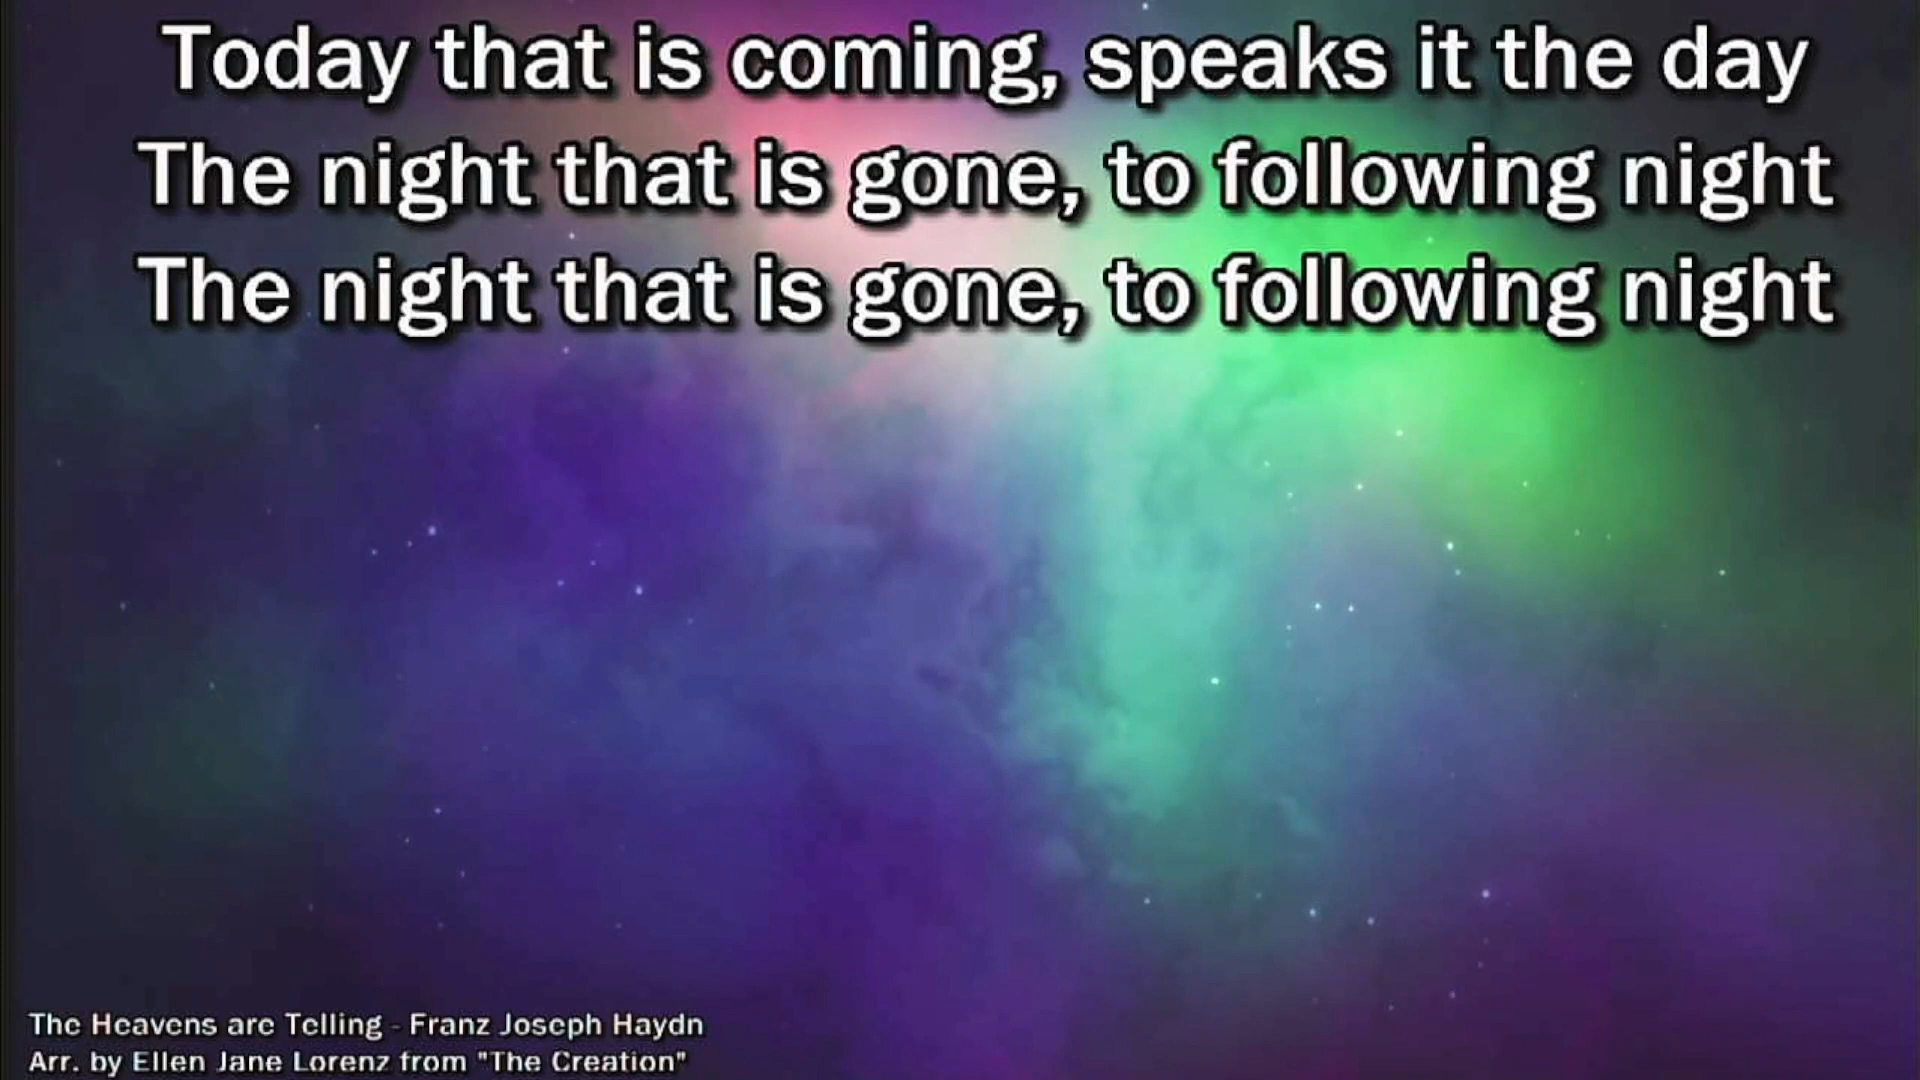 Today that is coming, speaks it the day
The night that is gone, to following night
The night that is gone, to following night
The Heavens are Telling - Franz Joseph Haydn
Arr. by Ellen Jane Lorenz from "The Creation"